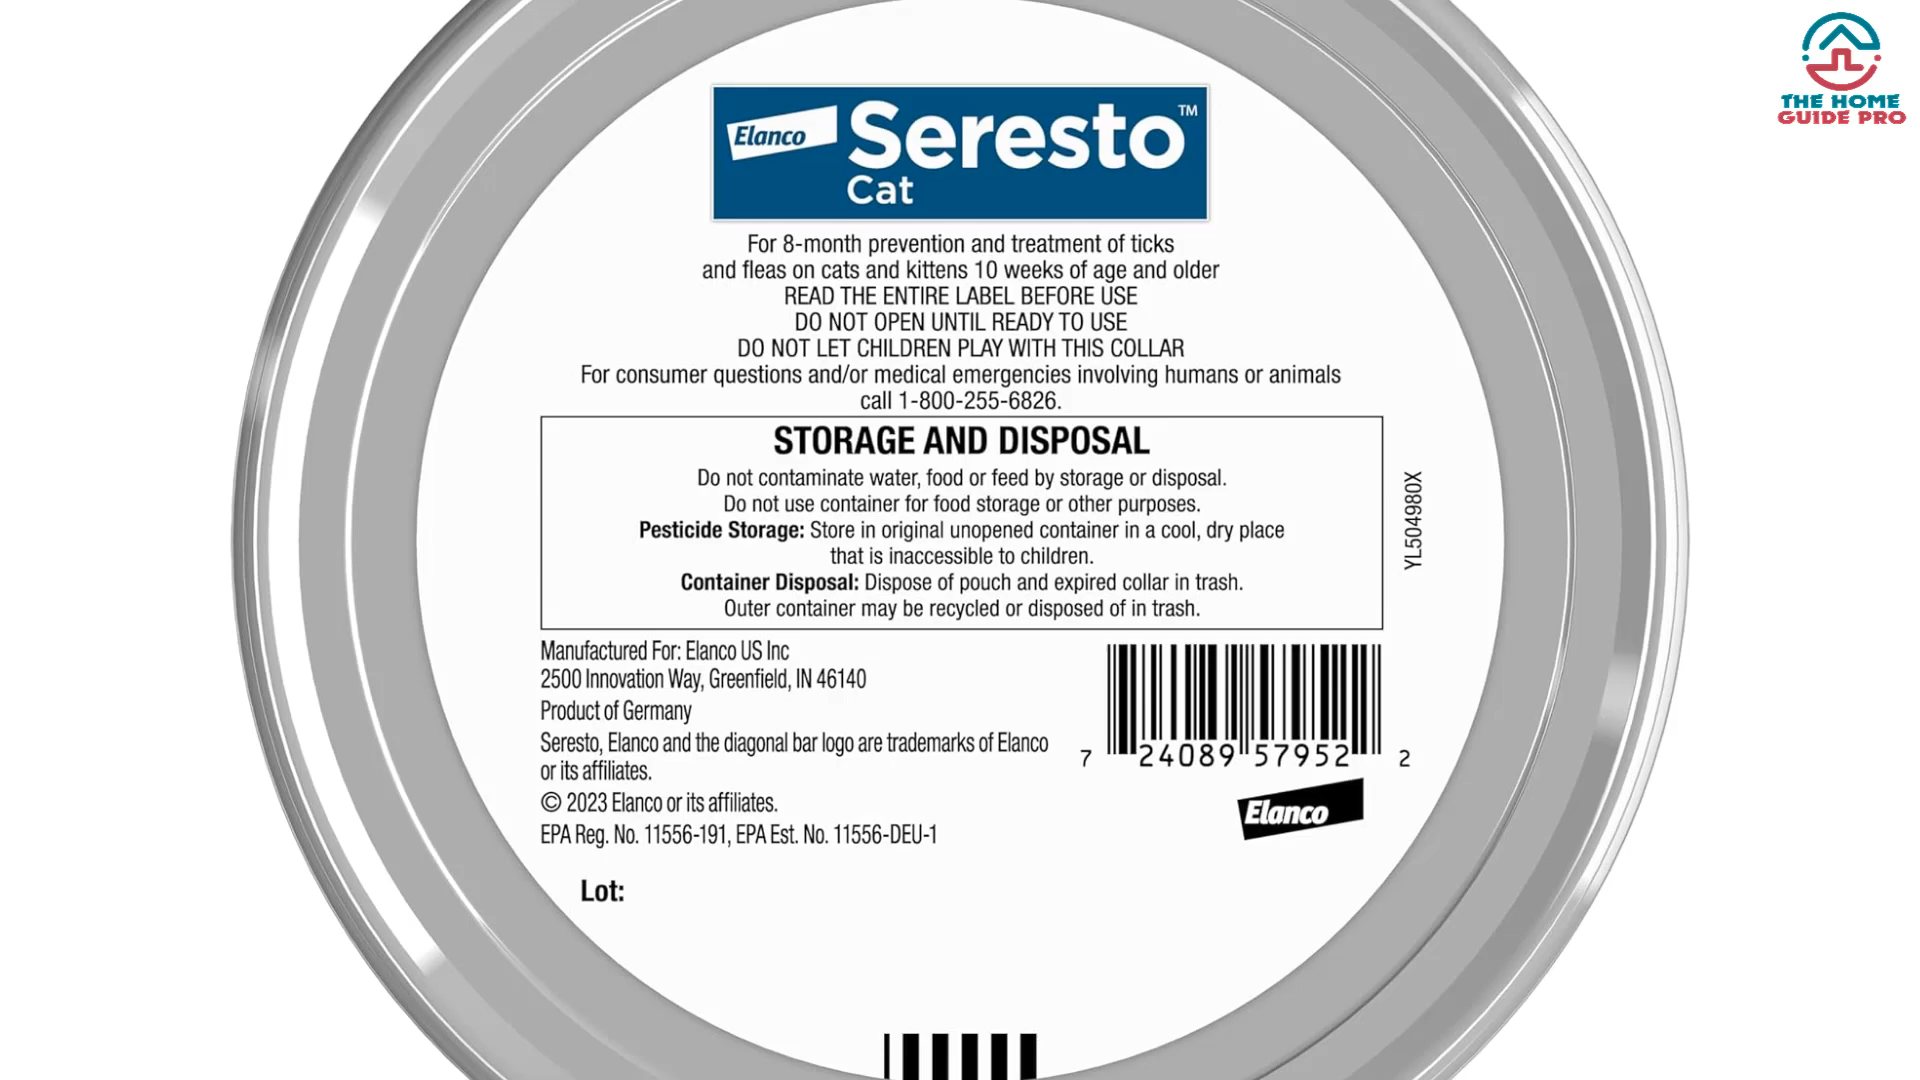 THE HOME
GUIDE PRO
Elanco
Seresto™
Cat
For 8-month prevention and treatment of ticks
and fleas on cats and kittens 10 weeks of age and older
READ THE ENTIRE LABEL BEFORE USE
DO NOT OPEN UNTIL READY TO USE
DO NOT LET CHILDREN PLAY WITH THIS COLLAR
For consumer questions and/or medical emergencies involving humans or animals
call 1-800-255-6826.
STORAGE AND DISPOSAL
Do not contaminate water, food or feed by storage or disposal.
Do not use container for food storage or other purposes.
Pesticide Storage: Store in original unopened container in a cool, dry place
that is inaccessible to children.
Container Disposal: Dispose of pouch and expired collar in trash.
Outer container may be recycled or disposed of in trash.
YL504980X
Manufactured For: Elanco US Inc
2500 Innovation Way, Greenfield, IN 46140
Product of Germany
Seresto, Elanco and the diagonal bar logo are trademarks of Elanco
or its affiliates.
© 2023 Elanco or its affiliates.
EPA Reg. No. 11556-191, EPA Est. No. 11556-DEU-1
7 24089 57952 2
Elanco
Lot: